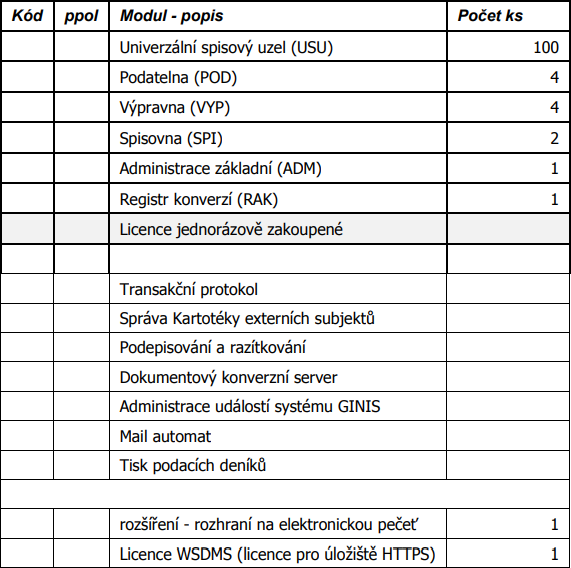 Kód ppol Modul - popis Počet ks
Univerzální spisový uzel (USU) 100
Podatelna (POD) 4
Výpravna (VYP) 4
Spisovna (SPI) 2
Administrace základní (ADM) 1
Registr konverzí (RAK) 1
Licence jednorázově zakoupené
Transakční protokol
Správa Kartotéky externích subjektů
Podepisování a razítkování
Dokumentový konverzní server
Administrace událostí systému GINIS
Mail automat
Tisk podacích deníků
rozšíření - rozhraní na elektronickou pečeť 1
Licence WSDMS (licence pro úložiště HTTPS) 1